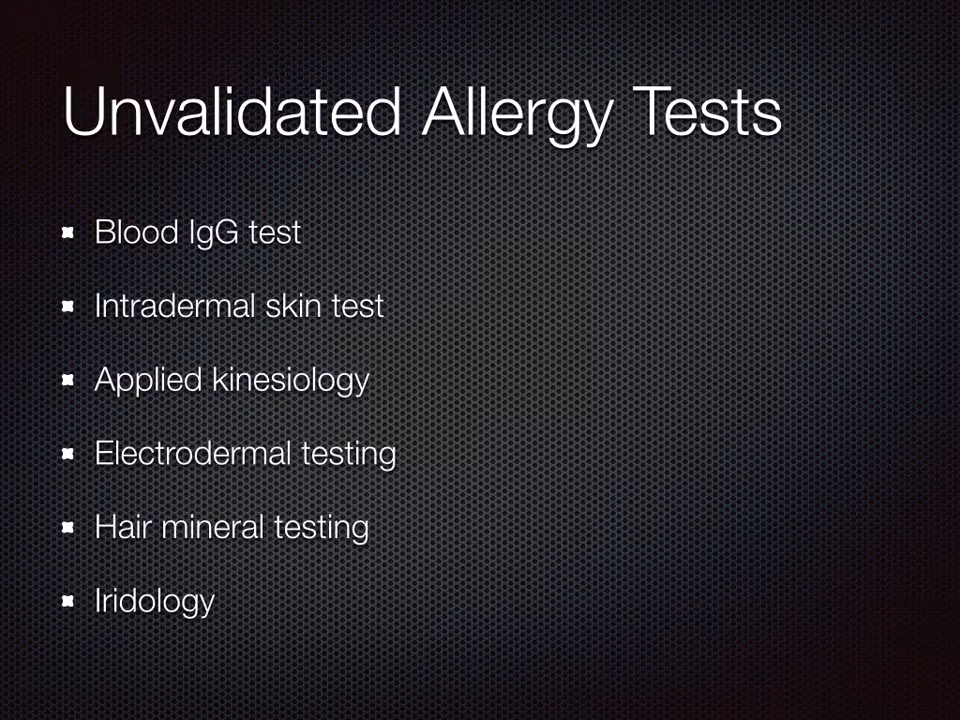 Unvalidated Allergy Tests
Blood IgG test
Intradermal skin test
Applied kinesiology
Electrodermal testing
Hair mineral testing
Iridology